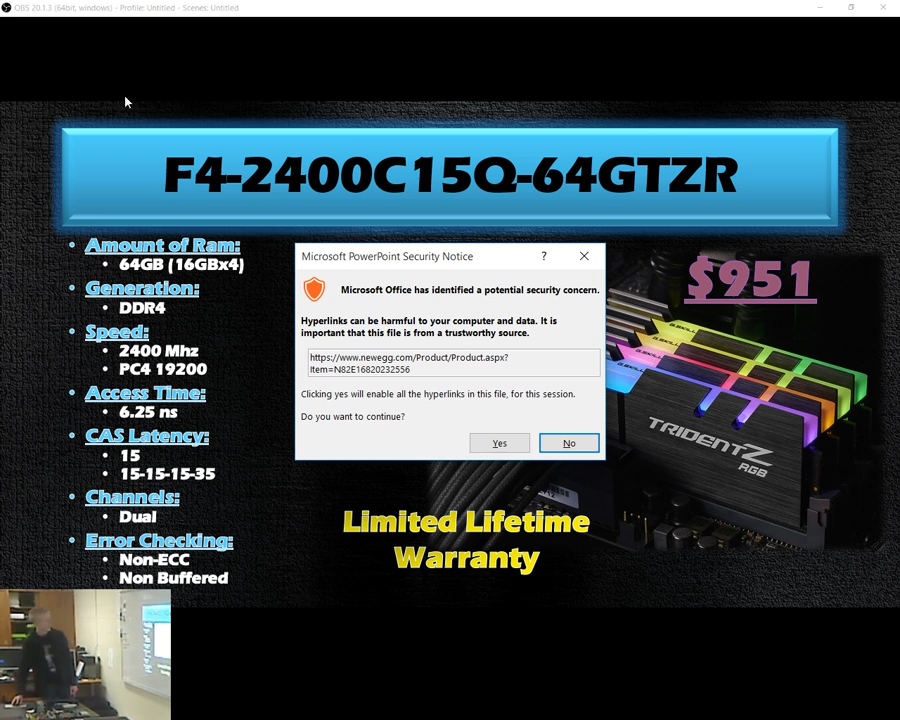 OBS 20.1.3 (64bit, windows) - Profile: Untitled - Scenes: Untitled
F4-2400C15Q-64GTZR
• Amount of Ram:
• 64GB (16GBx4)
• Generation:
• DDR4
• Speed:
• 2400 Mhz
• PC4 19200
• Access Time:
• 6.25 ns
• CAS Latency:
• 15
• 15-15-15-35
• Channels:
• Dual
• Error Checking:
• Non-ECC
• Non Buffered
Microsoft PowerPoint Security Notice
?
Microsoft Office has identified a potential security concern.
Hyperlinks can be harmful to your computer and data. It is
important that this file is from a trustworthy source.
https://www.newegg.com/Product/Product.aspx?
Item=N82E16820232556
Clicking yes will enable all the hyperlinks in this file, for this session.
Do you want to continue?
Yes
No
$951
TRIDENT Z
RGB
Limited Lifetime
Warranty